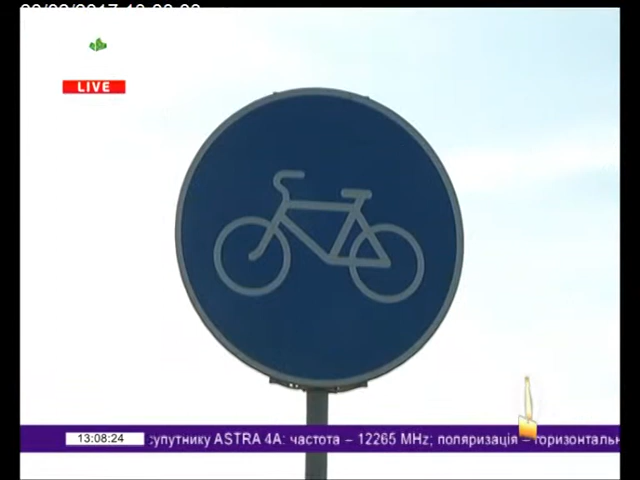 LIVE
13:08:24 супутнику ASTRA 4A: частота – 12265 MHz; поляризація – горизонтальн